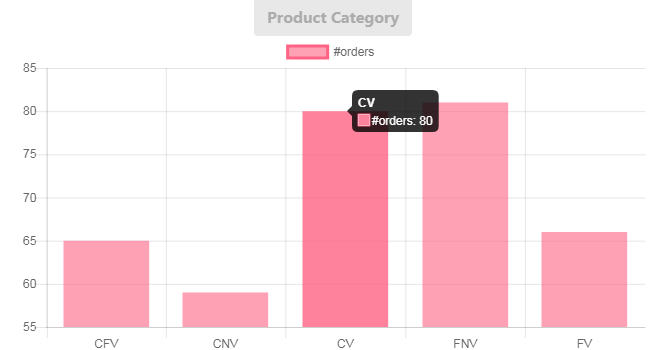 Product Category
#orders
85
80
75
70
65
60
55
CV
#orders: 80
CFV
CNV
CV
FNV
FV